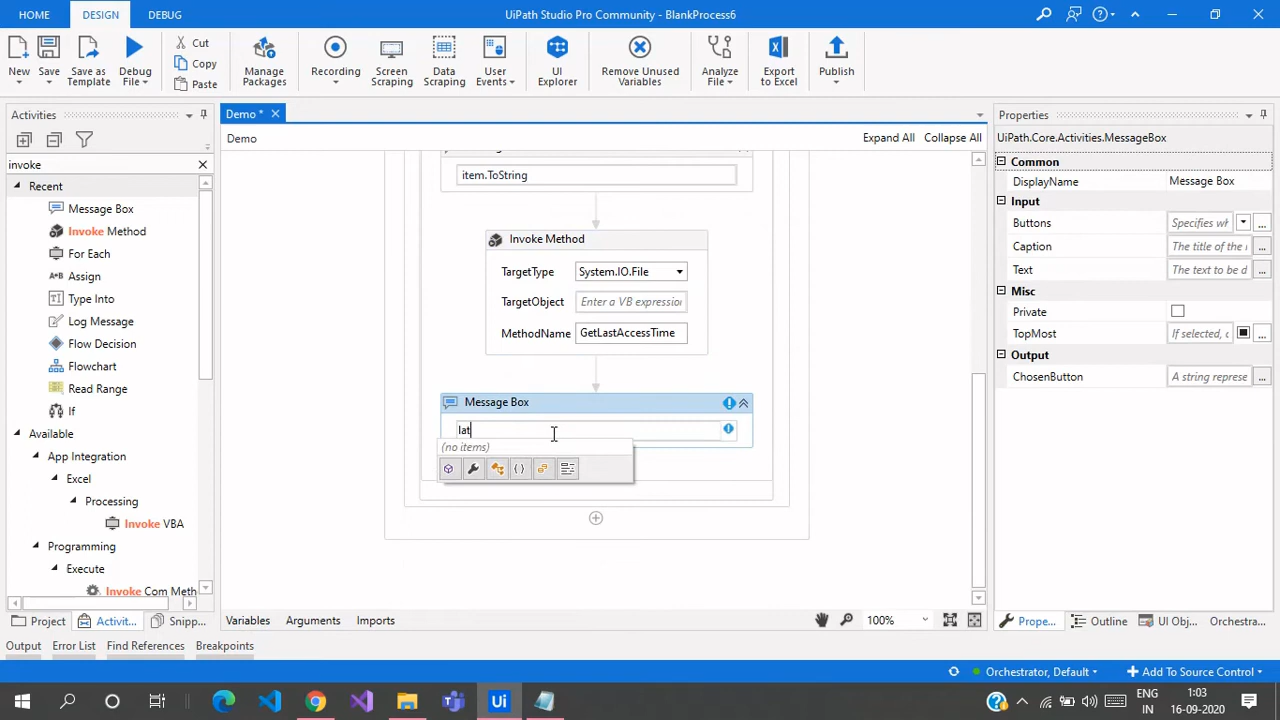 HOME
DESIGN
DEBUG
UiPath Studio Pro Community - BlankProcess6
New
Save
Save as
Template
Debug
File
Cut
Copy
Paste
Manage
Packages
Recording
Screen
Scraping
Data
Scraping
User
Events
UI
Explorer
Remove Unused
Variables
Analyze
File
Export
to Excel
Publish
Activities
invoke
Recent
Message Box
Invoke Method
For Each
Assign
A+B
Type Into
Log Message
Flow Decision
Flowchart
Read Range
If
Available
App Integration
Excel
Processing
Invoke VBA
Programming
Execute
Invoke Com Meth
Project
Activit...
Snipp...
Demo *
Demo
Expand All
Collapse All
item.ToString
Invoke Method
TargetType
System.IO.File
TargetObject
Enter a VB expression
MethodName
GetLastAccessTime
Message Box
lat
(no items)
Variables
Arguments
Imports
100%
Properties
UiPath.Core.Activities.MessageBox
Common
DisplayName
Message Box
Input
Buttons
Specifies wh
...
Caption
The title of the
...
Text
The text to be d
...
Misc
Private
TopMost
If selected,
...
Output
ChosenButton
A string represe
...
Prope...
Outline
UI Obj...
Orchestra...
Output
Error List
Find References
Breakpoints
Orchestrator, Default
Add To Source Control
Ui
ENG
IN
1:03
16-09-2020